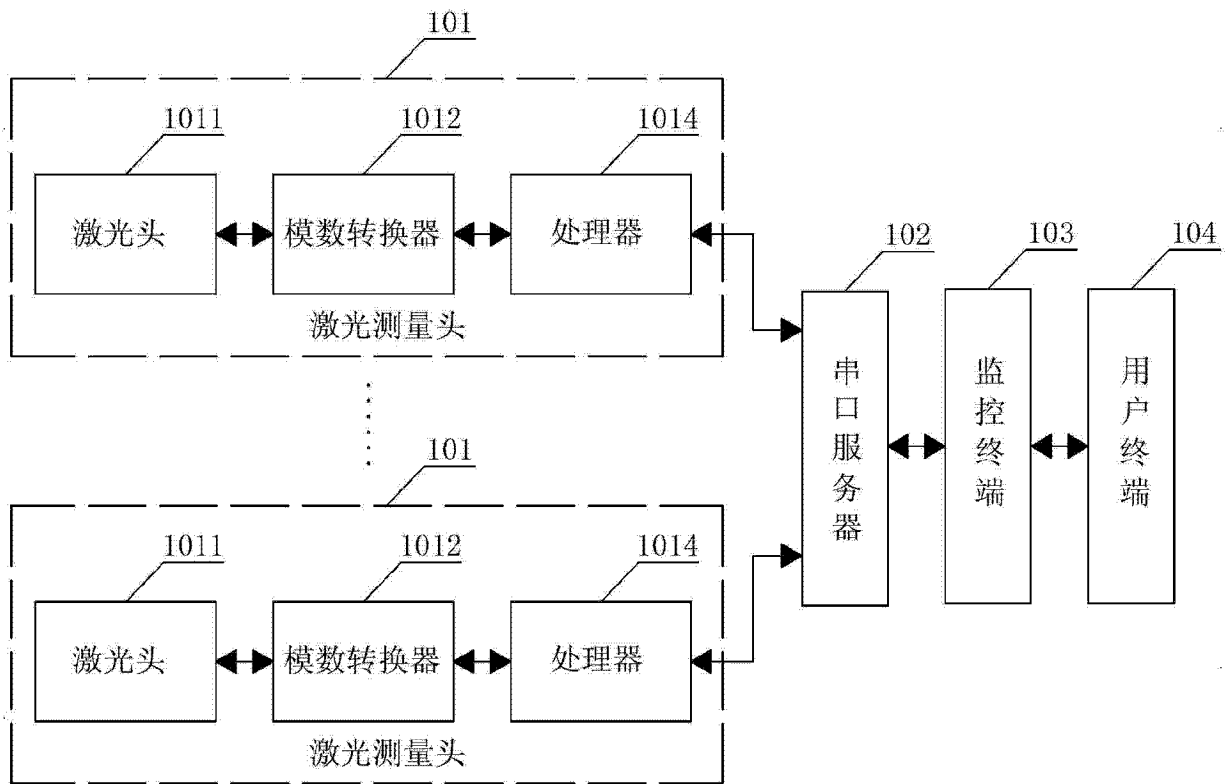 101
1011
1012
1014
激光头
模数转换器
处理器
激光测量头
102
103
104
串口服务器
监控终端
用户终端
101
1011
1012
1014
激光头
模数转换器
处理器
激光测量头